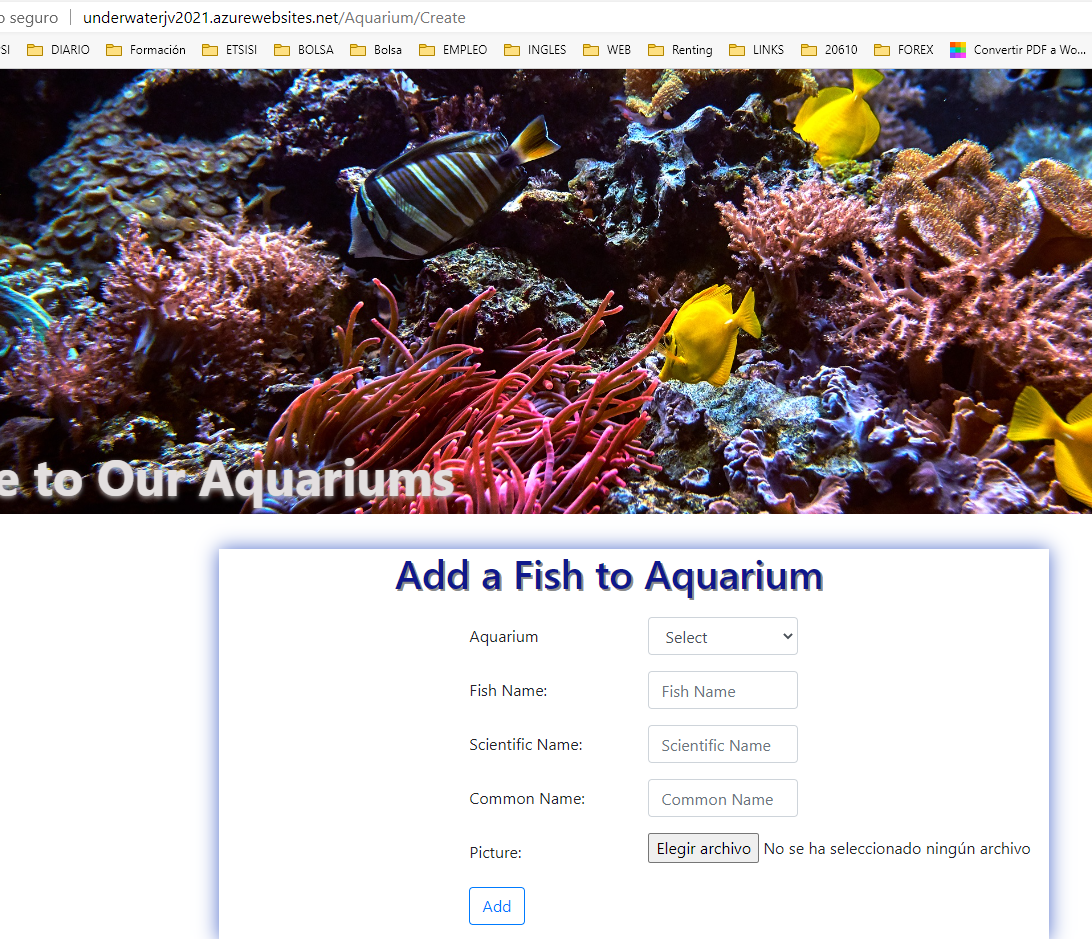 o seguro | underwaterjv2021.azurewebsites.net/Aquarium/Create
SI DIARIO Formación ETSISI BOLSA Bolsa EMPLEO INGLES WEB Renting LINKS 20610 FOREX Convertir PDF a Wo...
e to Our Aquariums
Add a Fish to Aquarium
Aquarium Select
Fish Name: Fish Name
Scientific Name: Scientific Name
Common Name: Common Name
Picture: Elegir archivo No se ha seleccionado ningún archivo
Add